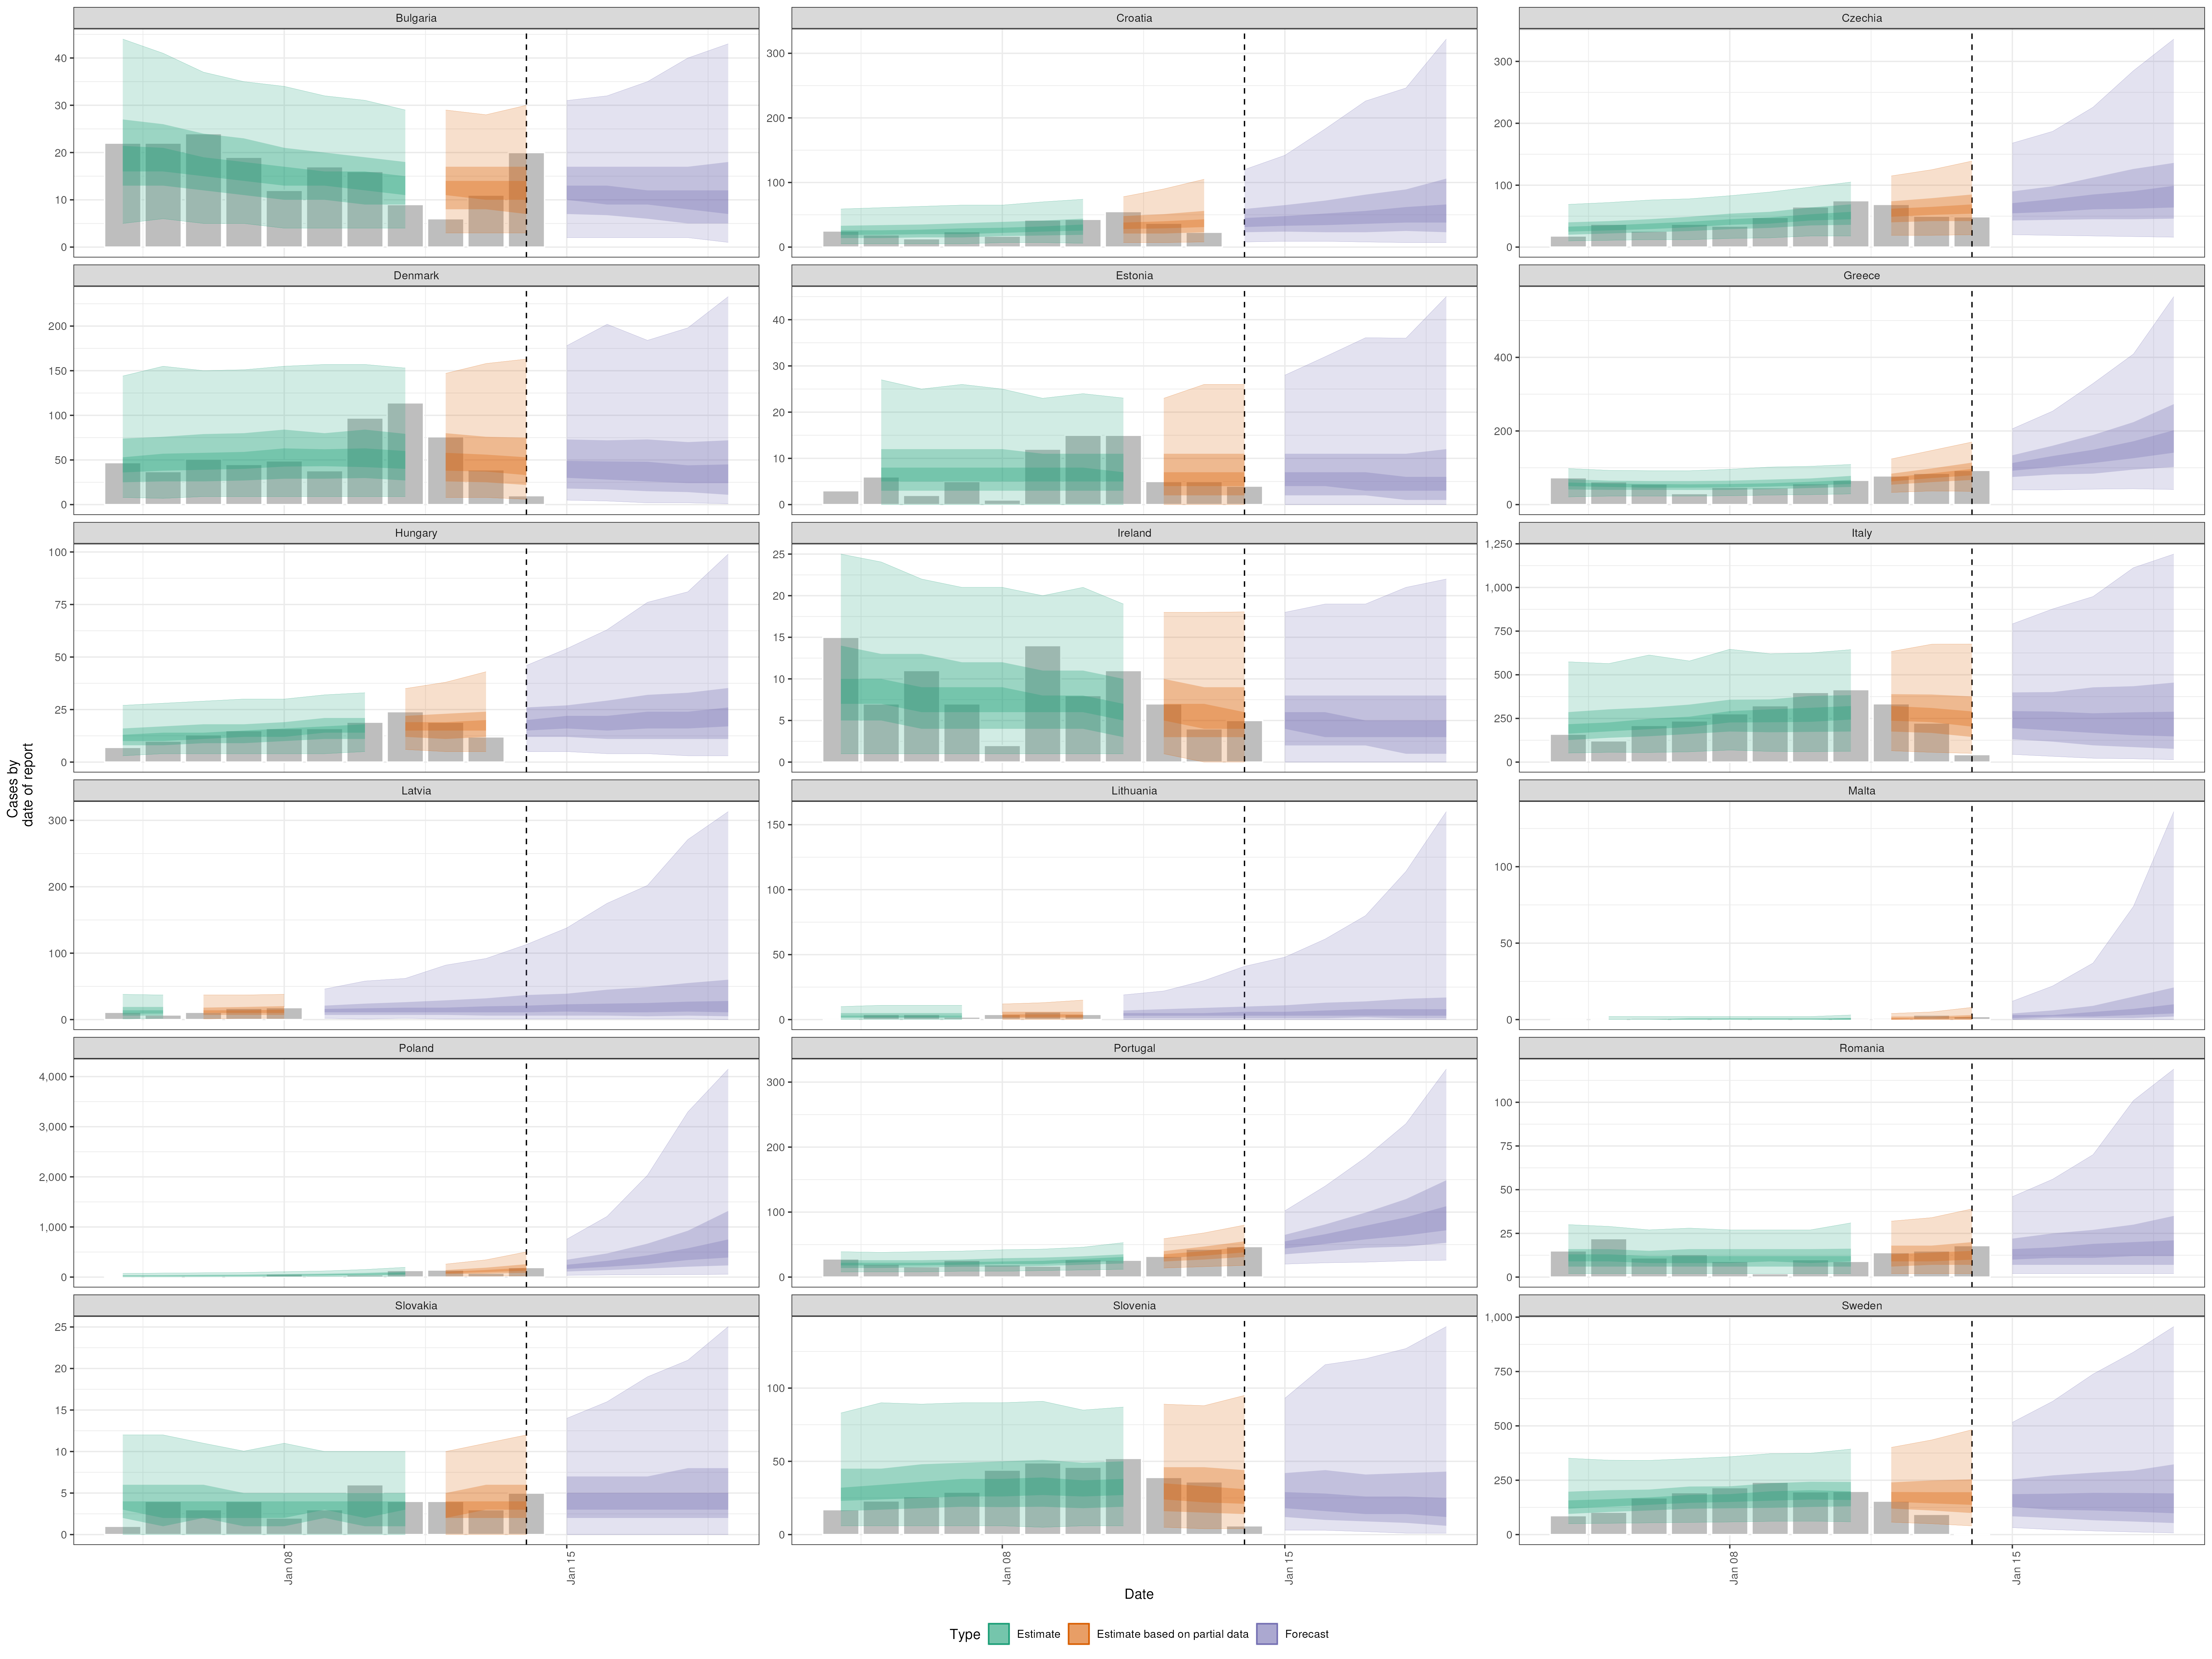 Bulgaria
Croatia
Czechia
40
30
20
10
0
300
200
100
0
300
200
100
0
Denmark
Estonia
Greece
200
150
100
50
0
40
30
20
10
0
400
200
0
Hungary
Ireland
Italy
100
75
50
25
0
25
20
15
10
5
0
1,250
1,000
750
500
250
0
Cases by
date of report
Latvia
Lithuania
Malta
300
200
100
0
150
100
50
0
100
50
0
Poland
Portugal
Romania
4,000
3,000
2,000
1,000
0
300
200
100
0
100
75
50
25
0
Slovakia
Slovenia
Sweden
25
20
15
10
5
0
100
50
0
1,000
750
500
250
0
Jan 08
Jan 15
Jan 08
Jan 15
Jan 08
Jan 15
Date
Type Estimate Estimate based on partial data Forecast